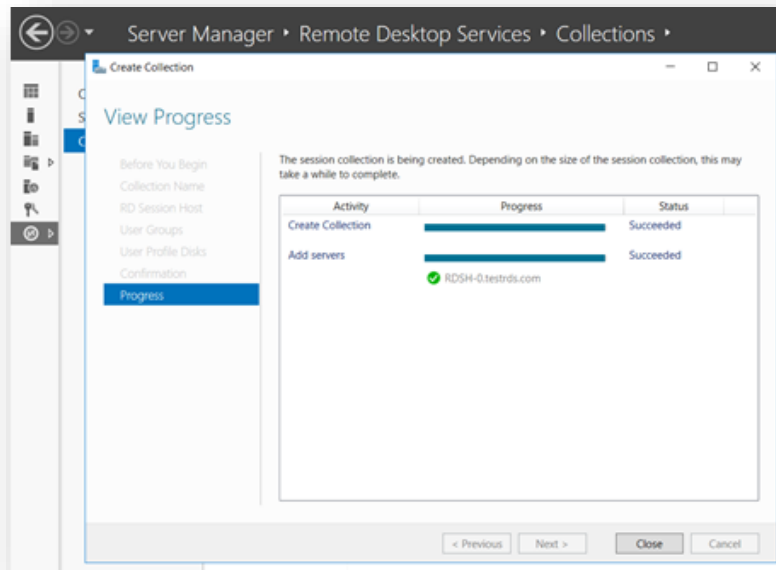 Server Manager ‣ Remote Desktop Services ‣ Collections ‣
Create Collection
View Progress
Before You Begin
Collection Name
RD Session Host
User Groups
User Profile Disks
Confirmation
Progress
The session collection is being created. Depending on the size of the session collection, this may
take a while to complete.
Activity Progress Status
Create Collection Succeeded
Add servers Succeeded
RDSH-0.testrds.com
< Previous Next > Close Cancel